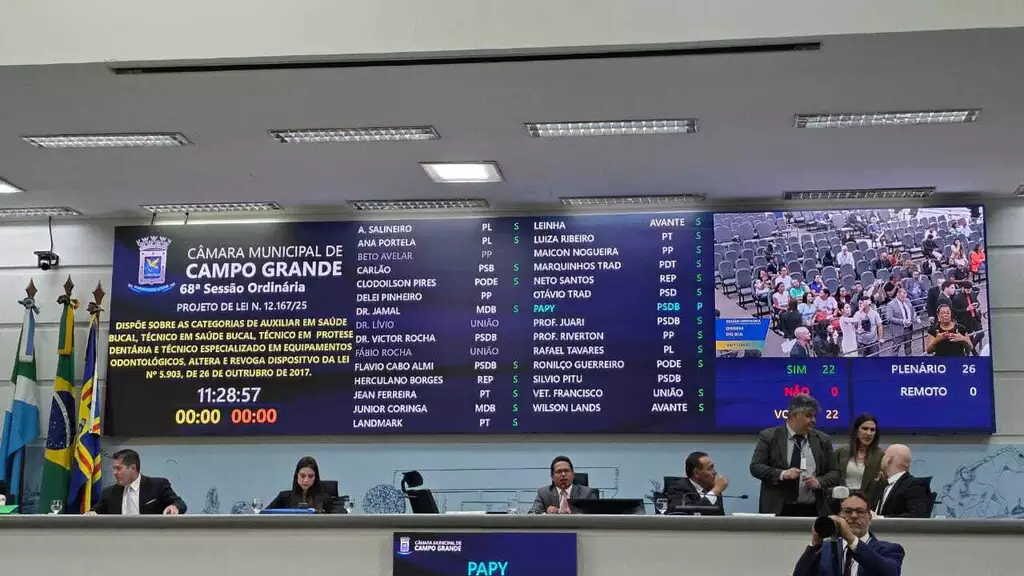 CÂMARA MUNICIPAL DE
CAMPO GRANDE
68ª Sessão Ordinária
PROJETO DE LEI N. 12.167/25
DISPÕE SOBRE AS CATEGORIAS DE AUXILIAR EM SAÚDE
BUCAL, TÉCNICO EM SAÚDE BUCAL, TÉCNICO EM PROTESE
DENTÁRIA E TÉCNICO ESPECIALIZADO EM EQUIPAMENTOS
ODONTOLÓGICOS, ALTERA E REVOGA DISPOSITVO DA LEI
Nº 5.903, DE 26 DE OUTRUBRO DE 2017.
11:28:57
00:00 00:00
A. SALINEIRO PL S
ANA PORTELA PL S
BETO AVELAR PP
CARLÃO PSB S
CLODOILSON PIRES PODE S
DELEI PINHEIRO PP
DR. JAMAL MDB S
DR. LÍVIO UNIÃO
DR. VICTOR ROCHA PSDB
FÁBIO ROCHA UNIÃO
FLAVIO CABO ALMI PSDB S
HERCULANO BORGES REP S
JEAN FERREIRA PT S
JUNIOR CORINGA MDB S
LANDMARK PT S
LEINHA AVANTE S
LUIZA RIBEIRO PT S
MAICON NOGUEIRA PP S
MARQUINHOS TRAD PDT S
NETO SANTOS REP S
OTÁVIO TRAD PSD S
PAPY PSDB P
PROF. JUARI PSDB S
PROF. RIVERTON PP S
RAFAEL TAVARES PL S
RONILÇO GUERREIRO PODE S
SILVIO PITU PSDB
VET. FRANCISCO UNIÃO S
WILSON LANDS AVANTE S
SESSÃO ORDINÁRIA
ORDEM
DO DIA
SIM 22
NÃO 0
22
PLENÁRIO 26
REMOTO 0
CÂMARA MUNICIPAL DE
CAMPO GRANDE
PAPY